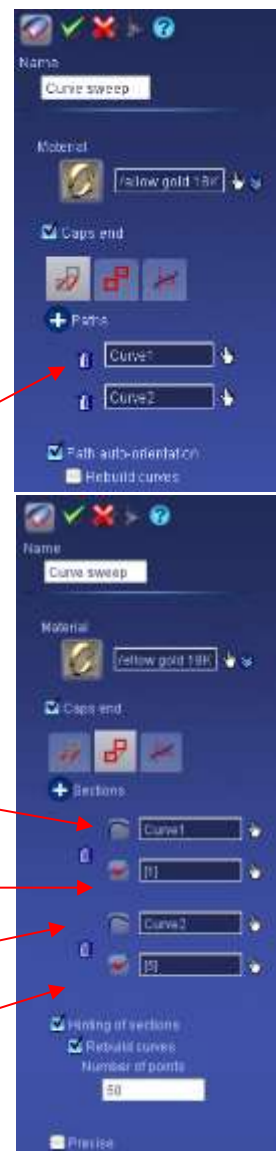 Name
Curve sweep
Material
Yellow gold 18K
Caps end
Paths
Curve1
Curve2
Path auto-orientation
Rebuild curves
Name
Curve sweep
Material
Yellow gold 18K
Caps end
Sections
Curve1
[1]
Curve2
[5]
Hinting of sections
Rebuild curves
Number of points
50
Precise